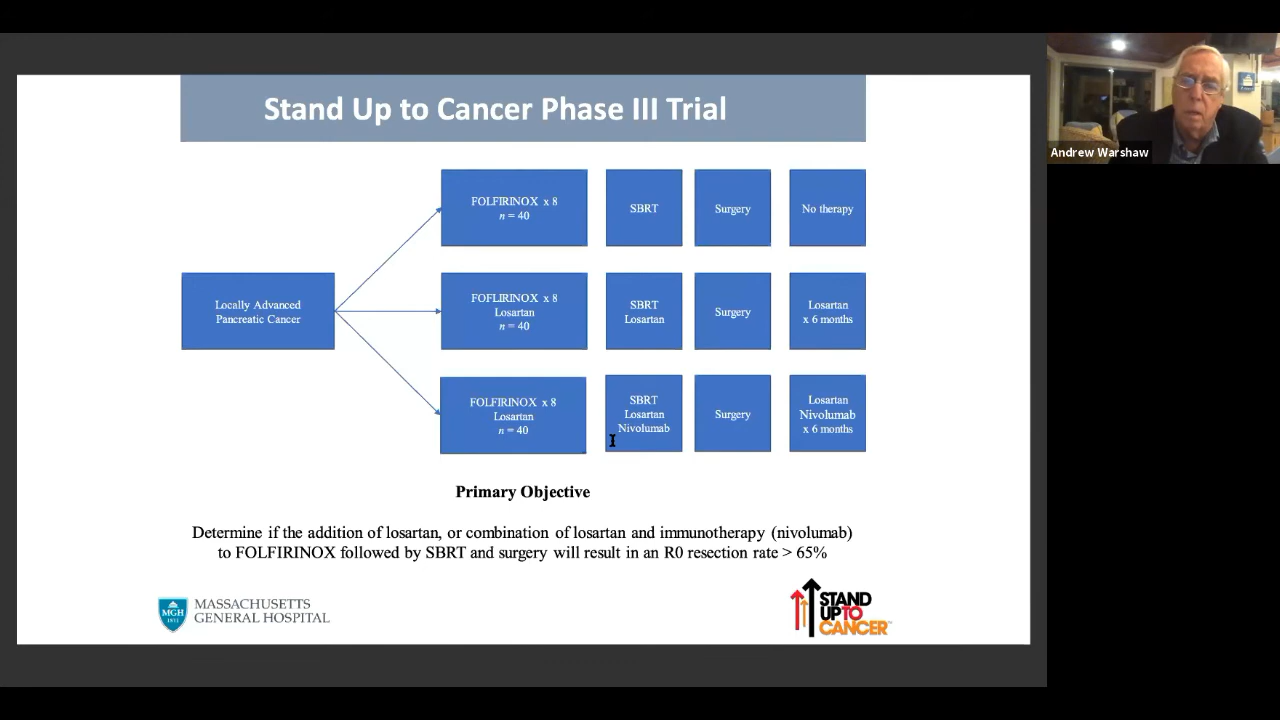 Stand Up to Cancer Phase III Trial
Andrew Warshaw
FOLFIRINOX x 8
n = 40
SBRT
Surgery
No therapy
Locally Advanced
Pancreatic Cancer
FOFLIRINOX x 8
Losartan
n = 40
SBRT
Losartan
Surgery
Losartan
x 6 months
FOLFIRINOX x 8
Losartan
n = 40
SBRT
Losartan
Nivolumab
Surgery
Losartan
Nivolumab
x 6 months
Primary Objective
Determine if the addition of losartan, or combination of losartan and immunotherapy (nivolumab)
to FOLFIRINOX followed by SBRT and surgery will result in an R0 resection rate > 65%
MGH
1811
MASSACHUSETTS
GENERAL HOSPITAL
STAND
UP TO
CANCER